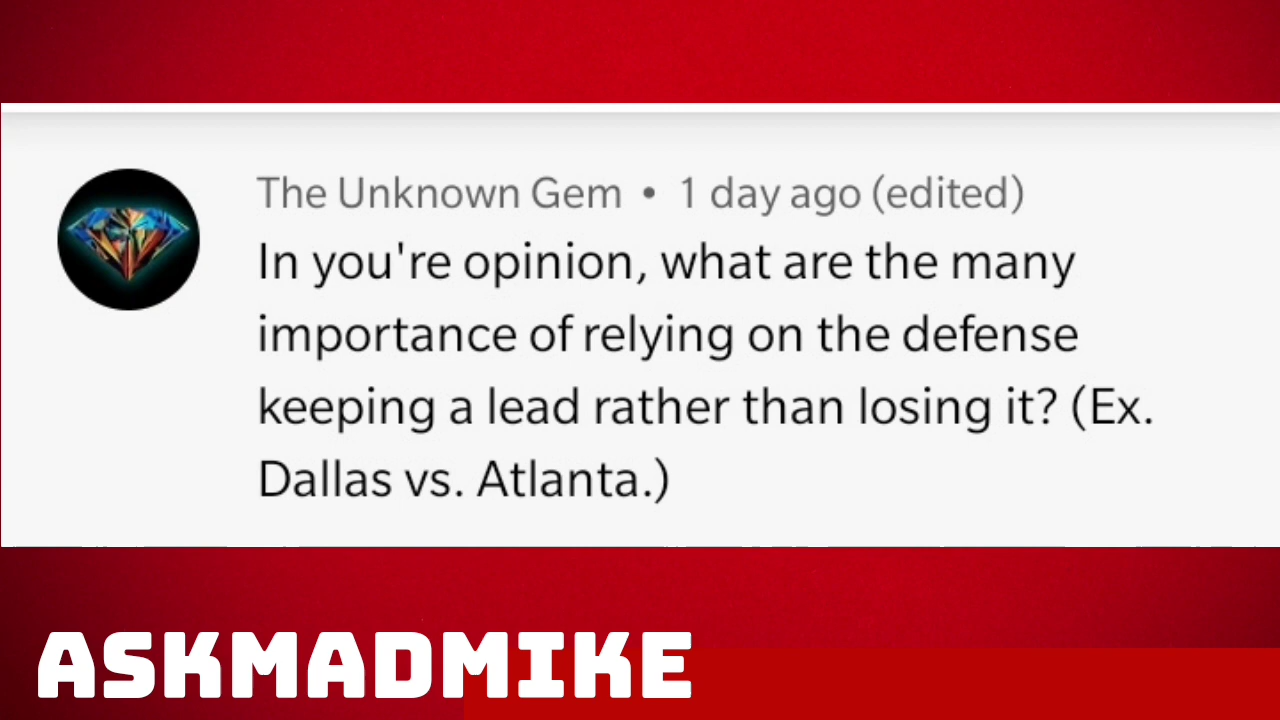 The Unknown Gem • 1 day ago (edited)
In you're opinion, what are the many
importance of relying on the defense
keeping a lead rather than losing it? (Ex.
Dallas vs. Atlanta.)
ASKMADMIKE